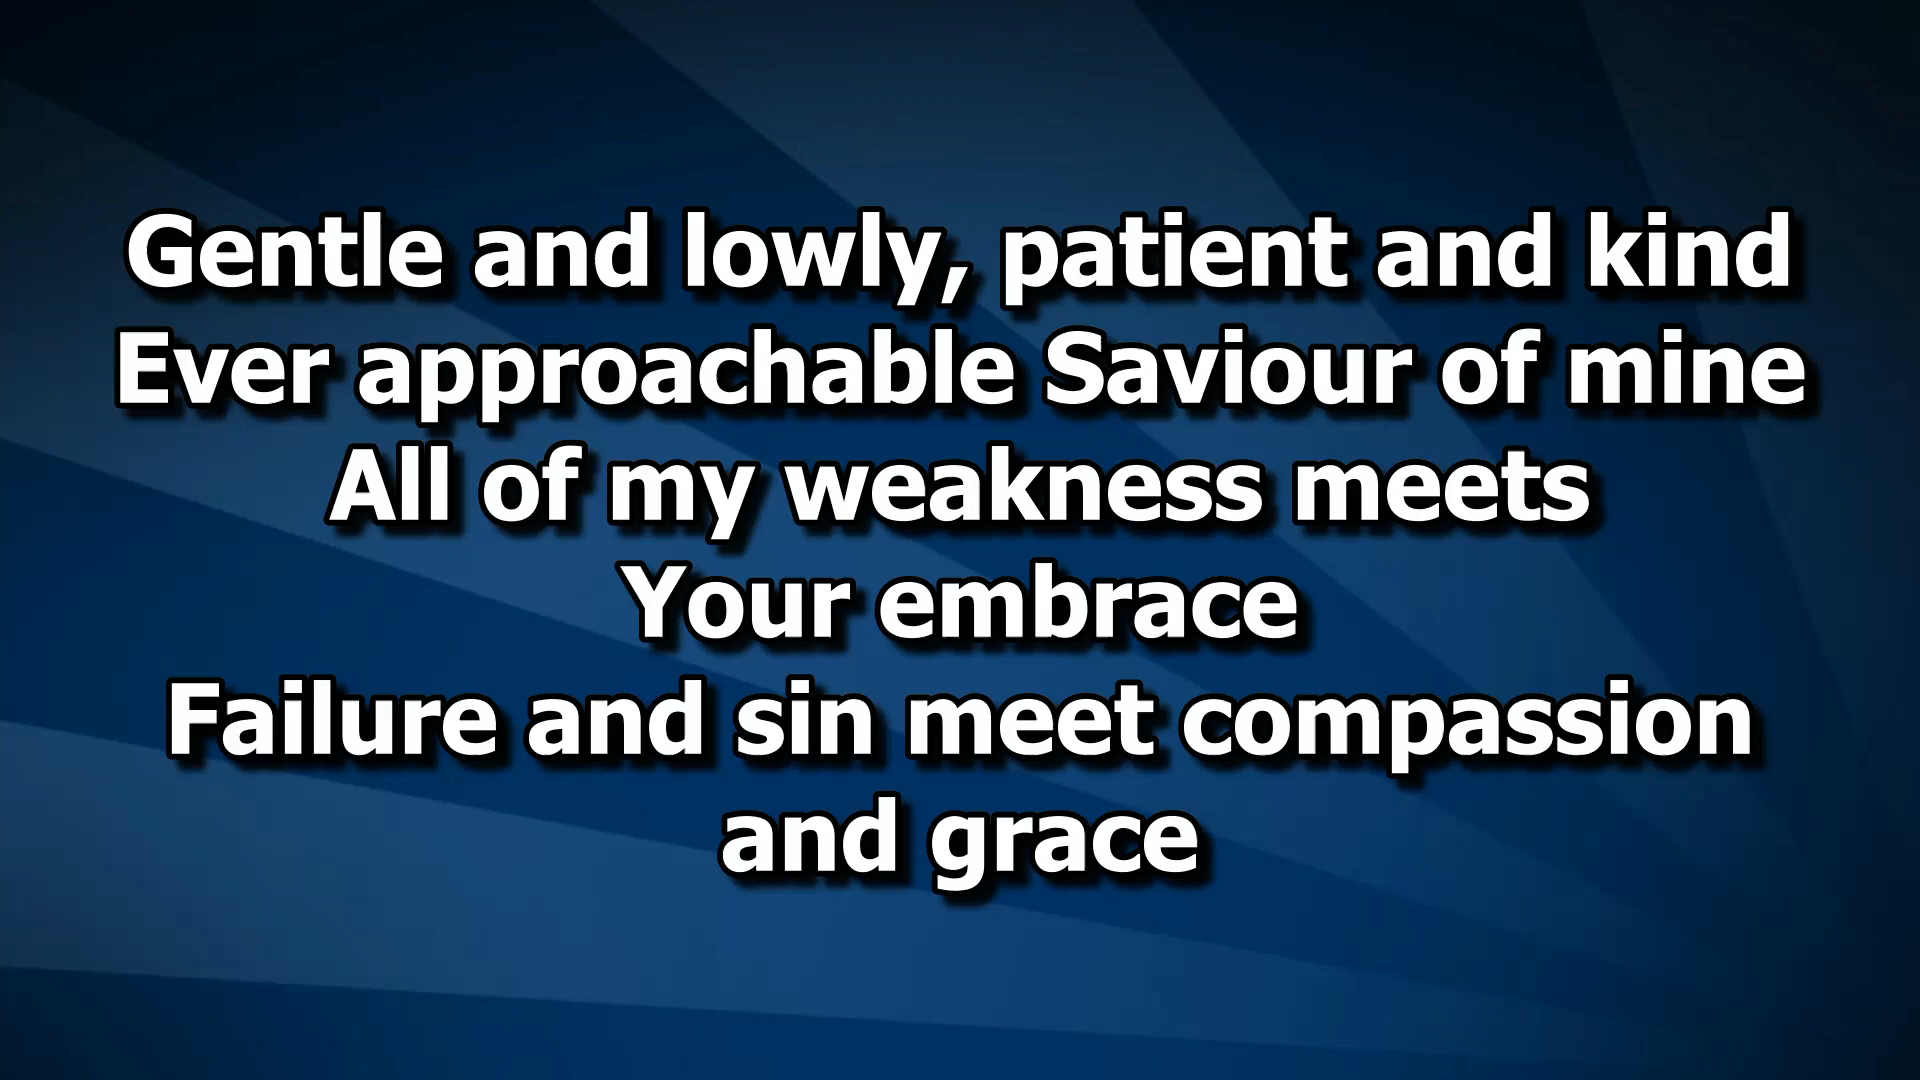 Gentle and lowly, patient and kind
Ever approachable Saviour of mine
All of my weakness meets
Your embrace
Failure and sin meet compassion
and grace